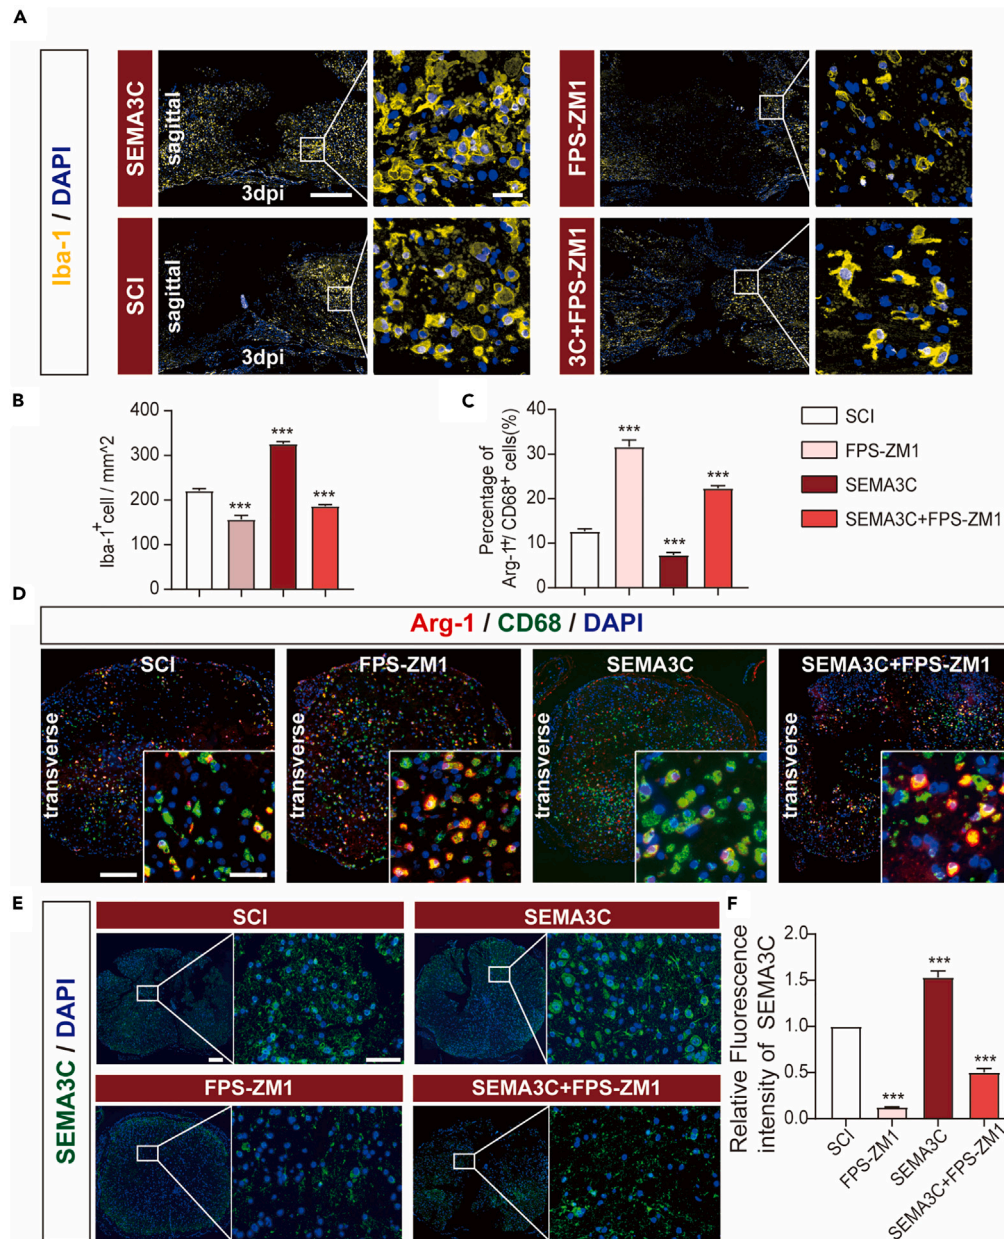 A
Iba-1 / DAPI
SEMA3C
sagittal
3dpi
FPS-ZM1
SCI
sagittal
3dpi
3C+FPS-ZM1
B
Iba-1+cell / mm^2
400
300
200
100
0
***
***
***
C
Percentage of
Arg-1+/ CD68+ cells(%)
40
30
20
10
0
***
***
***
SCI
FPS-ZM1
SEMA3C
SEMA3C+FPS-ZM1
D
Arg-1 / CD68 / DAPI
SCI
transverse
FPS-ZM1
transverse
SEMA3C
transverse
SEMA3C+FPS-ZM1
transverse
E
SEMA3C / DAPI
SCI
SEMA3C
FPS-ZM1
SEMA3C+FPS-ZM1
F
Relative Fluorescence
intensity of SEMA3C
2.0
1.5
1.0
0.5
0.0
***
***
***
SCI
FPS-ZM1
SEMA3C
SEMA3C+FPS-ZM1